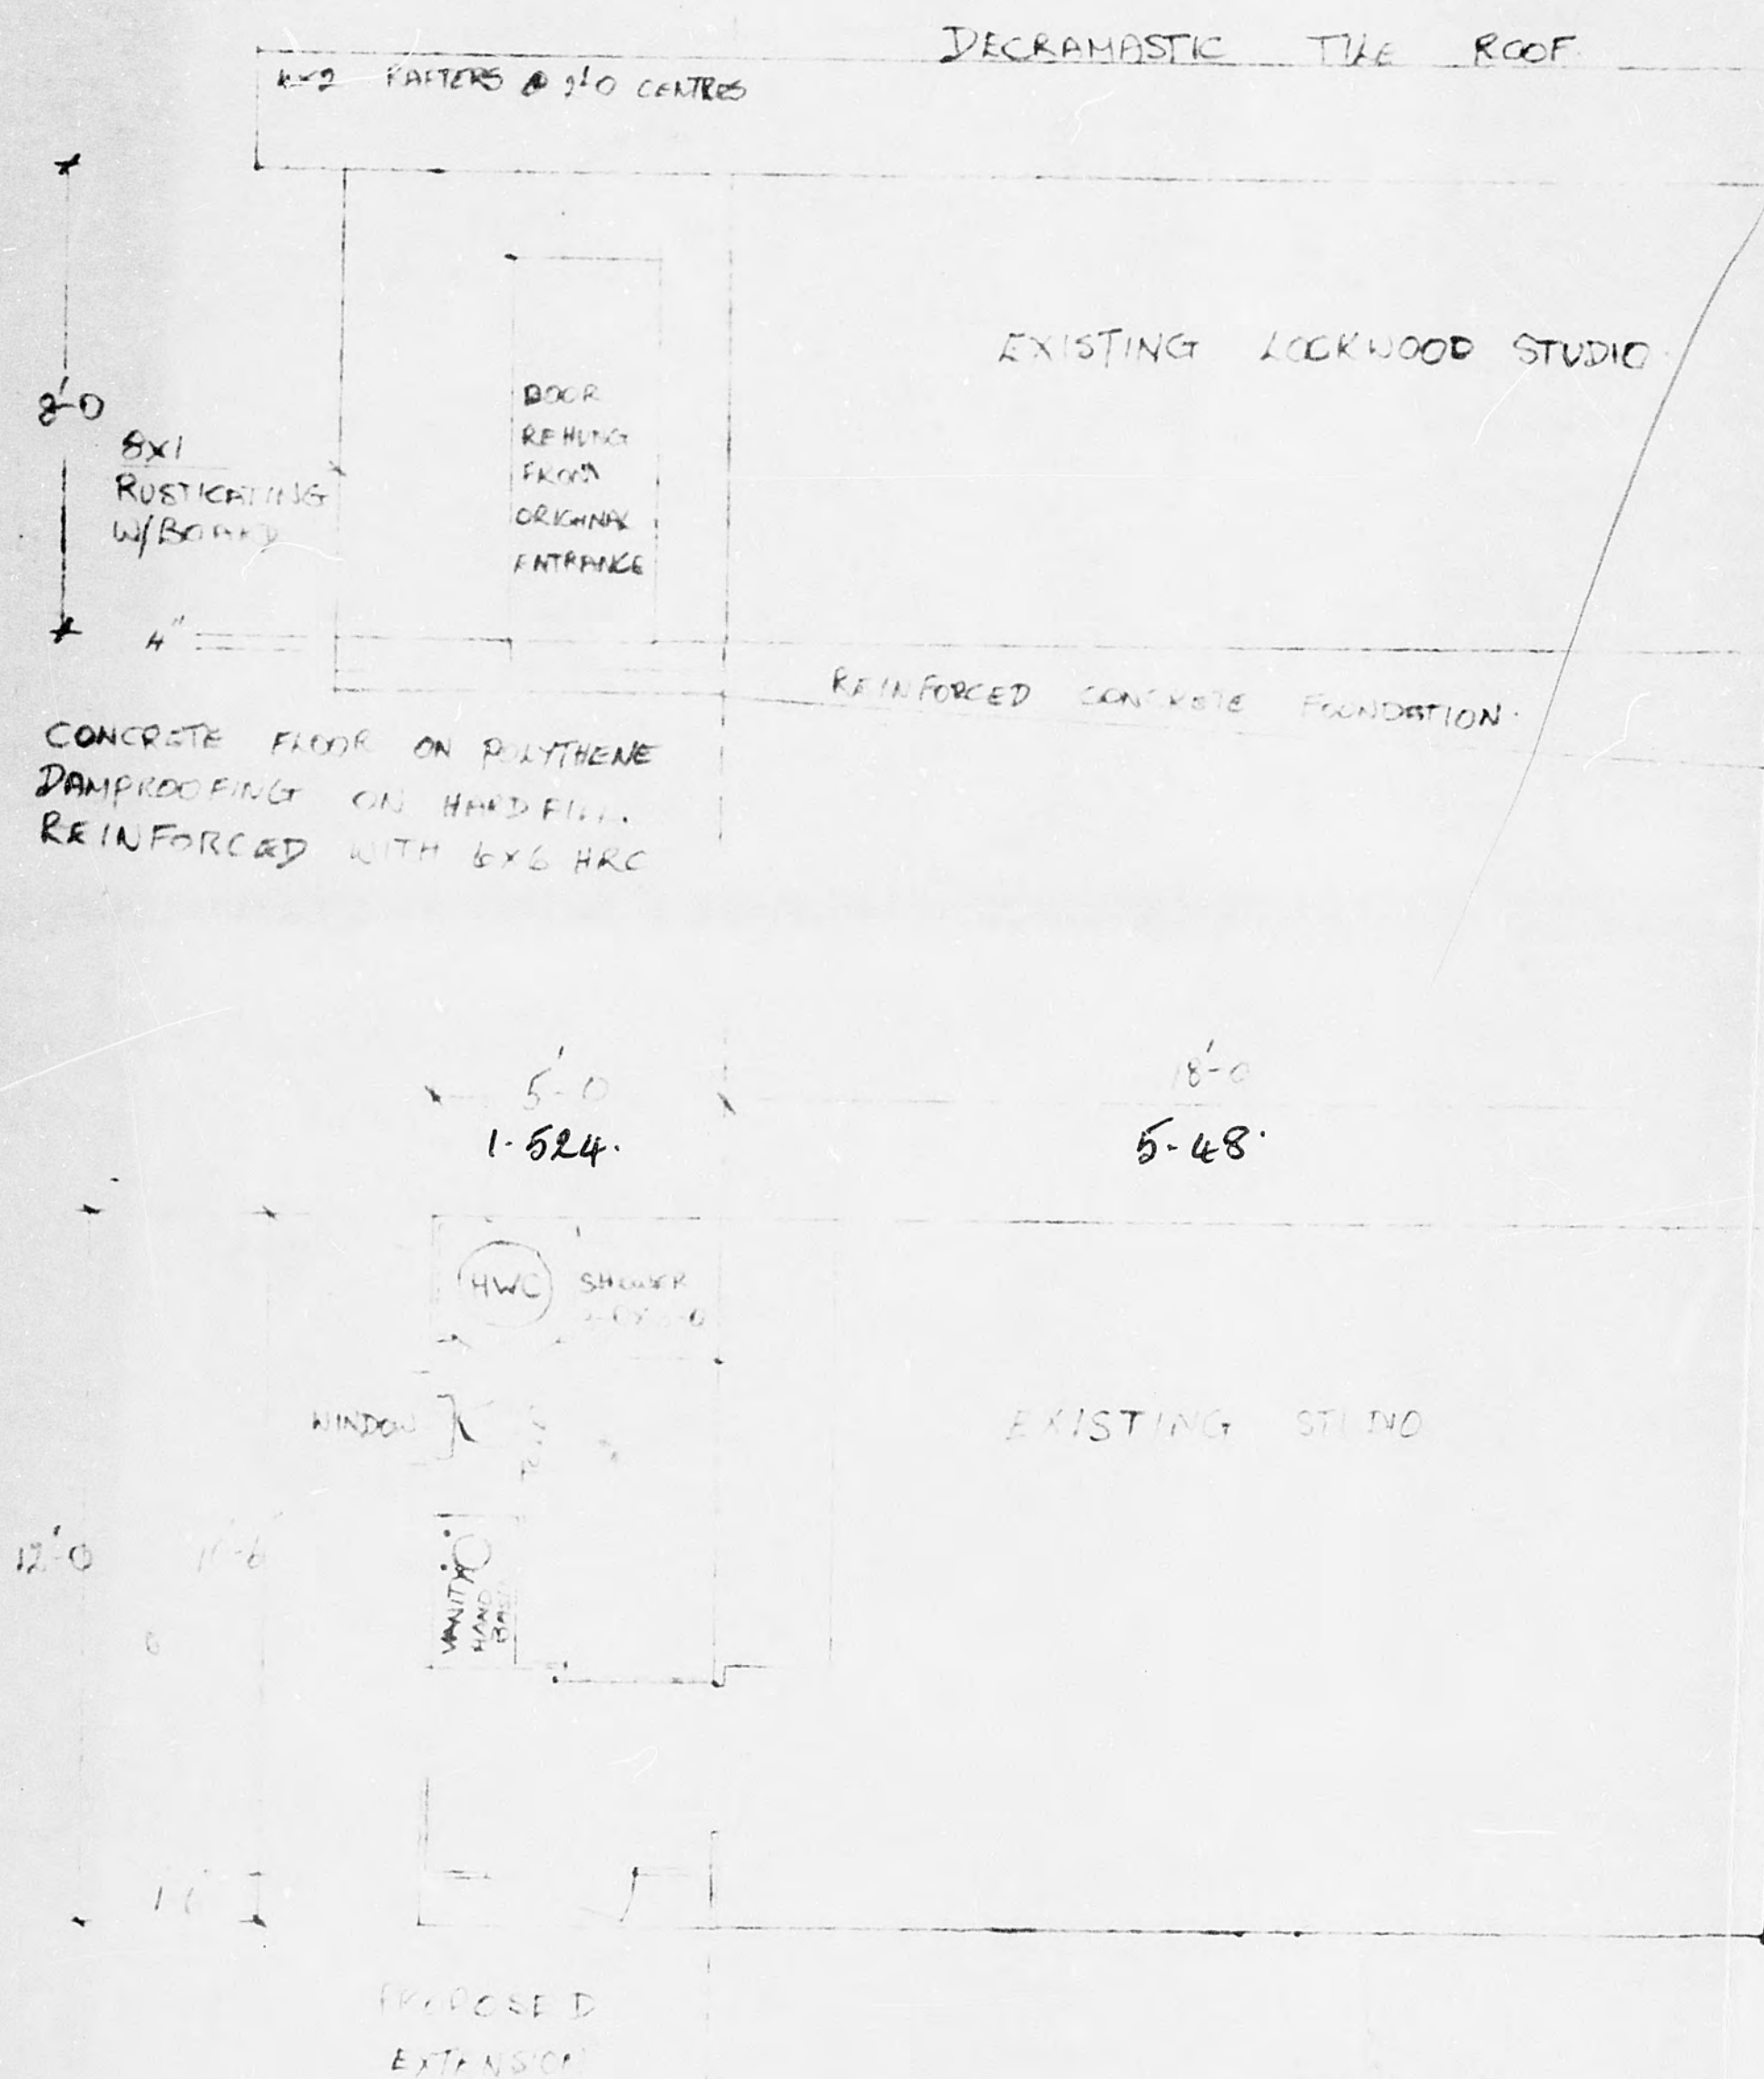 DECRAMASTIC TILE ROOF
RAFTERS @ 2'0 CENTRES
EXISTING LOCKWOOD STUDIO
DOOR
REHUNG
FROM
ORIGINAL
ENTRANCE
8'-0
8x1
RUSTICATING
W/BOARD
4"
REINFORCED CONCRETE FOUNDATION.
CONCRETE FLOOR ON POLYTHENE
DAMPROOFING ON HARDFILL.
REINFORCED WITH 6x6 HRC
5'-0
18'-0
1.524.
5.48.
HWC
SHOWER
WINDOW
EXISTING STUDIO
12'-0
VANITY
HAND
PROPOSED
EXTENSION